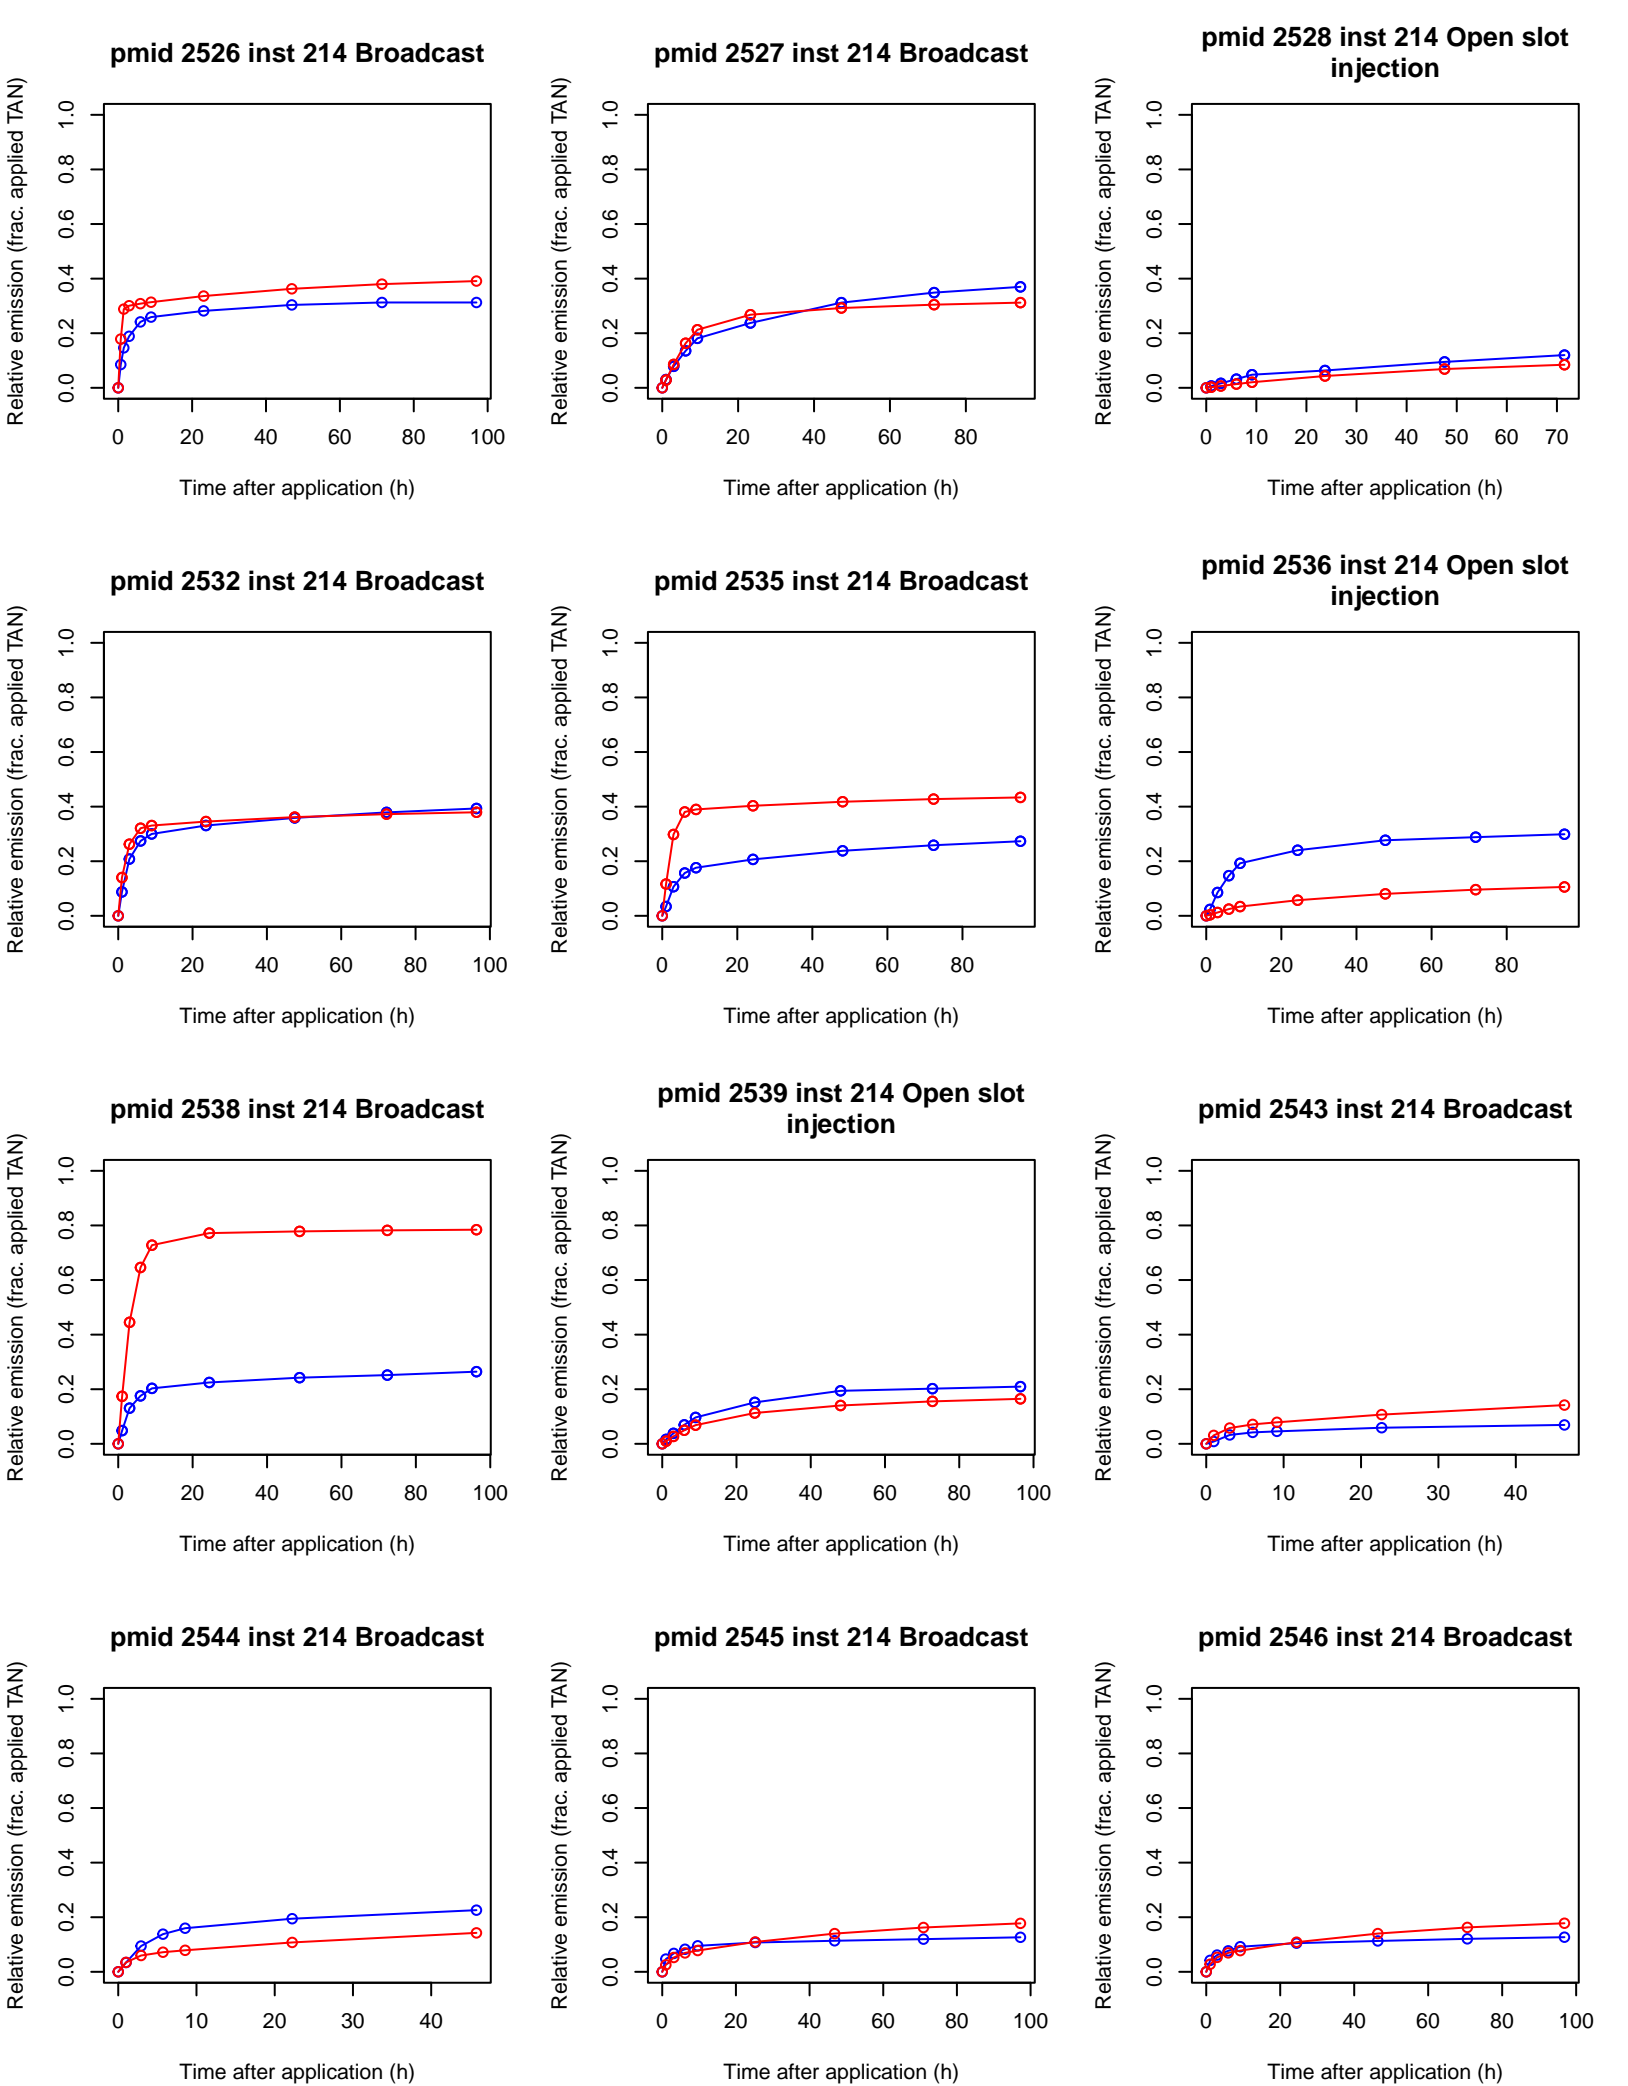 pmid 2526 inst 214 Broadcast
Relative emission (frac. applied TAN)
1.0
0.8
0.6
0.4
0.2
0.0
0 20 40 60 80 100
Time after application (h)
pmid 2527 inst 214 Broadcast
Relative emission (frac. applied TAN)
1.0
0.8
0.6
0.4
0.2
0.0
0 20 40 60 80
Time after application (h)
pmid 2528 inst 214 Open slot
injection
Relative emission (frac. applied TAN)
1.0
0.8
0.6
0.4
0.2
0.0
0 10 20 30 40 50 60 70
Time after application (h)
pmid 2532 inst 214 Broadcast
Relative emission (frac. applied TAN)
1.0
0.8
0.6
0.4
0.2
0.0
0 20 40 60 80 100
Time after application (h)
pmid 2535 inst 214 Broadcast
Relative emission (frac. applied TAN)
1.0
0.8
0.6
0.4
0.2
0.0
0 20 40 60 80
Time after application (h)
pmid 2536 inst 214 Open slot
injection
Relative emission (frac. applied TAN)
1.0
0.8
0.6
0.4
0.2
0.0
0 20 40 60 80
Time after application (h)
pmid 2538 inst 214 Broadcast
Relative emission (frac. applied TAN)
1.0
0.8
0.6
0.4
0.2
0.0
0 20 40 60 80 100
Time after application (h)
pmid 2539 inst 214 Open slot
injection
Relative emission (frac. applied TAN)
1.0
0.8
0.6
0.4
0.2
0.0
0 20 40 60 80 100
Time after application (h)
pmid 2543 inst 214 Broadcast
Relative emission (frac. applied TAN)
1.0
0.8
0.6
0.4
0.2
0.0
0 10 20 30 40
Time after application (h)
pmid 2544 inst 214 Broadcast
Relative emission (frac. applied TAN)
1.0
0.8
0.6
0.4
0.2
0.0
0 10 20 30 40
Time after application (h)
pmid 2545 inst 214 Broadcast
Relative emission (frac. applied TAN)
1.0
0.8
0.6
0.4
0.2
0.0
0 20 40 60 80 100
Time after application (h)
pmid 2546 inst 214 Broadcast
Relative emission (frac. applied TAN)
1.0
0.8
0.6
0.4
0.2
0.0
0 20 40 60 80 100
Time after application (h)